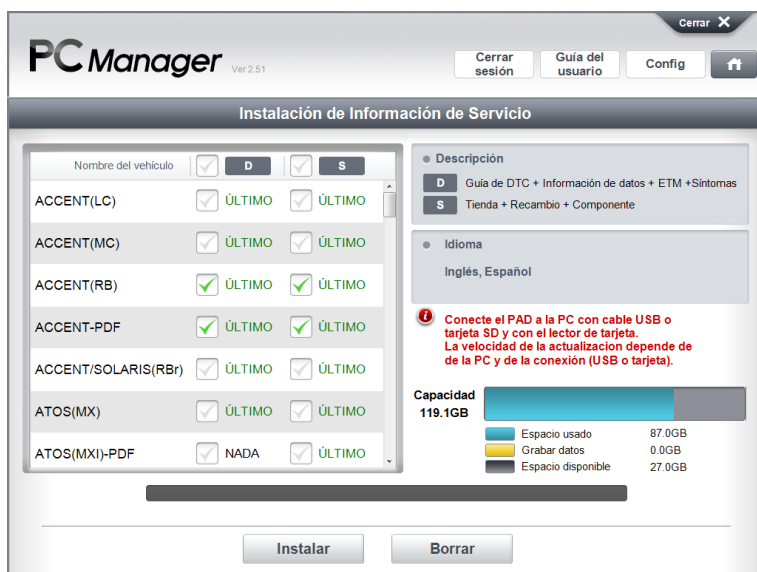 Cerrar X
PC Manager Ver 2.51
Cerrar sesión
Guía del usuario
Config
Instalación de Información de Servicio
Nombre del vehículo D S
ACCENT(LC) ÚLTIMO ÚLTIMO
ACCENT(MC) ÚLTIMO ÚLTIMO
ACCENT(RB) ÚLTIMO ÚLTIMO
ACCENT-PDF ÚLTIMO ÚLTIMO
ACCENT/SOLARIS(RBr) ÚLTIMO ÚLTIMO
ATOS(MX) ÚLTIMO ÚLTIMO
ATOS(MXI)-PDF NADA ÚLTIMO
Descripción
D Guía de DTC + Información de datos + ETM +Síntomas
S Tienda + Recambio + Componente
Idioma
Inglés, Español
Conecte el PAD a la PC con cable USB o
tarjeta SD y con el lector de tarjeta.
La velocidad de la actualizacion depende de
de la PC y de la conexión (USB o tarjeta).
Capacidad
119.1GB
Espacio usado 87.0GB
Grabar datos 0.0GB
Espacio disponible 27.0GB
Instalar
Borrar